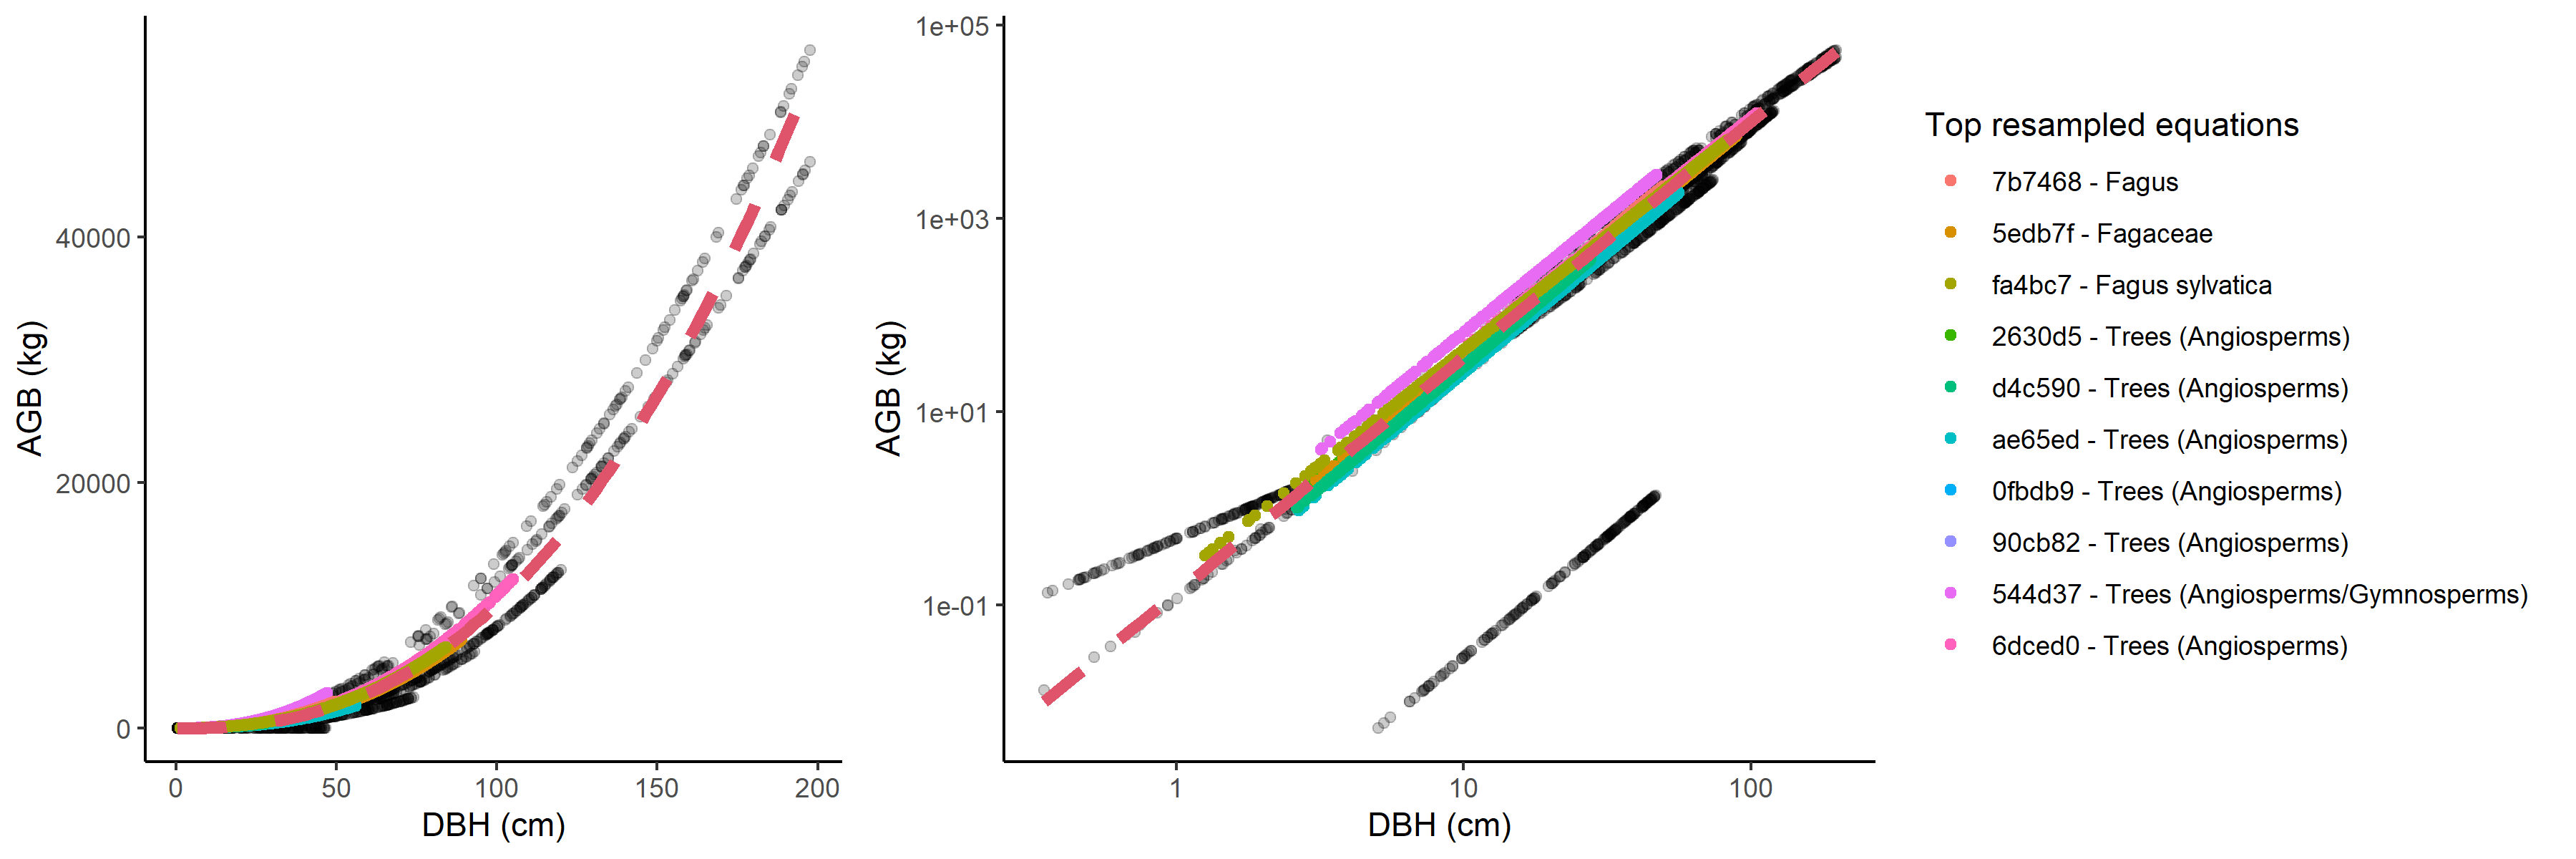 AGB (kg)
40000
20000
0
0 50 100 150 200
DBH (cm)
AGB (kg)
1e+05
1e+03
1e+01
1e-01
1 10 100
DBH (cm)
Top resampled equations
7b7468 - Fagus
5edb7f - Fagaceae
fa4bc7 - Fagus sylvatica
2630d5 - Trees (Angiosperms)
d4c590 - Trees (Angiosperms)
ae65ed - Trees (Angiosperms)
0fbdb9 - Trees (Angiosperms)
90cb82 - Trees (Angiosperms)
544d37 - Trees (Angiosperms/Gymnosperms)
6dced0 - Trees (Angiosperms)